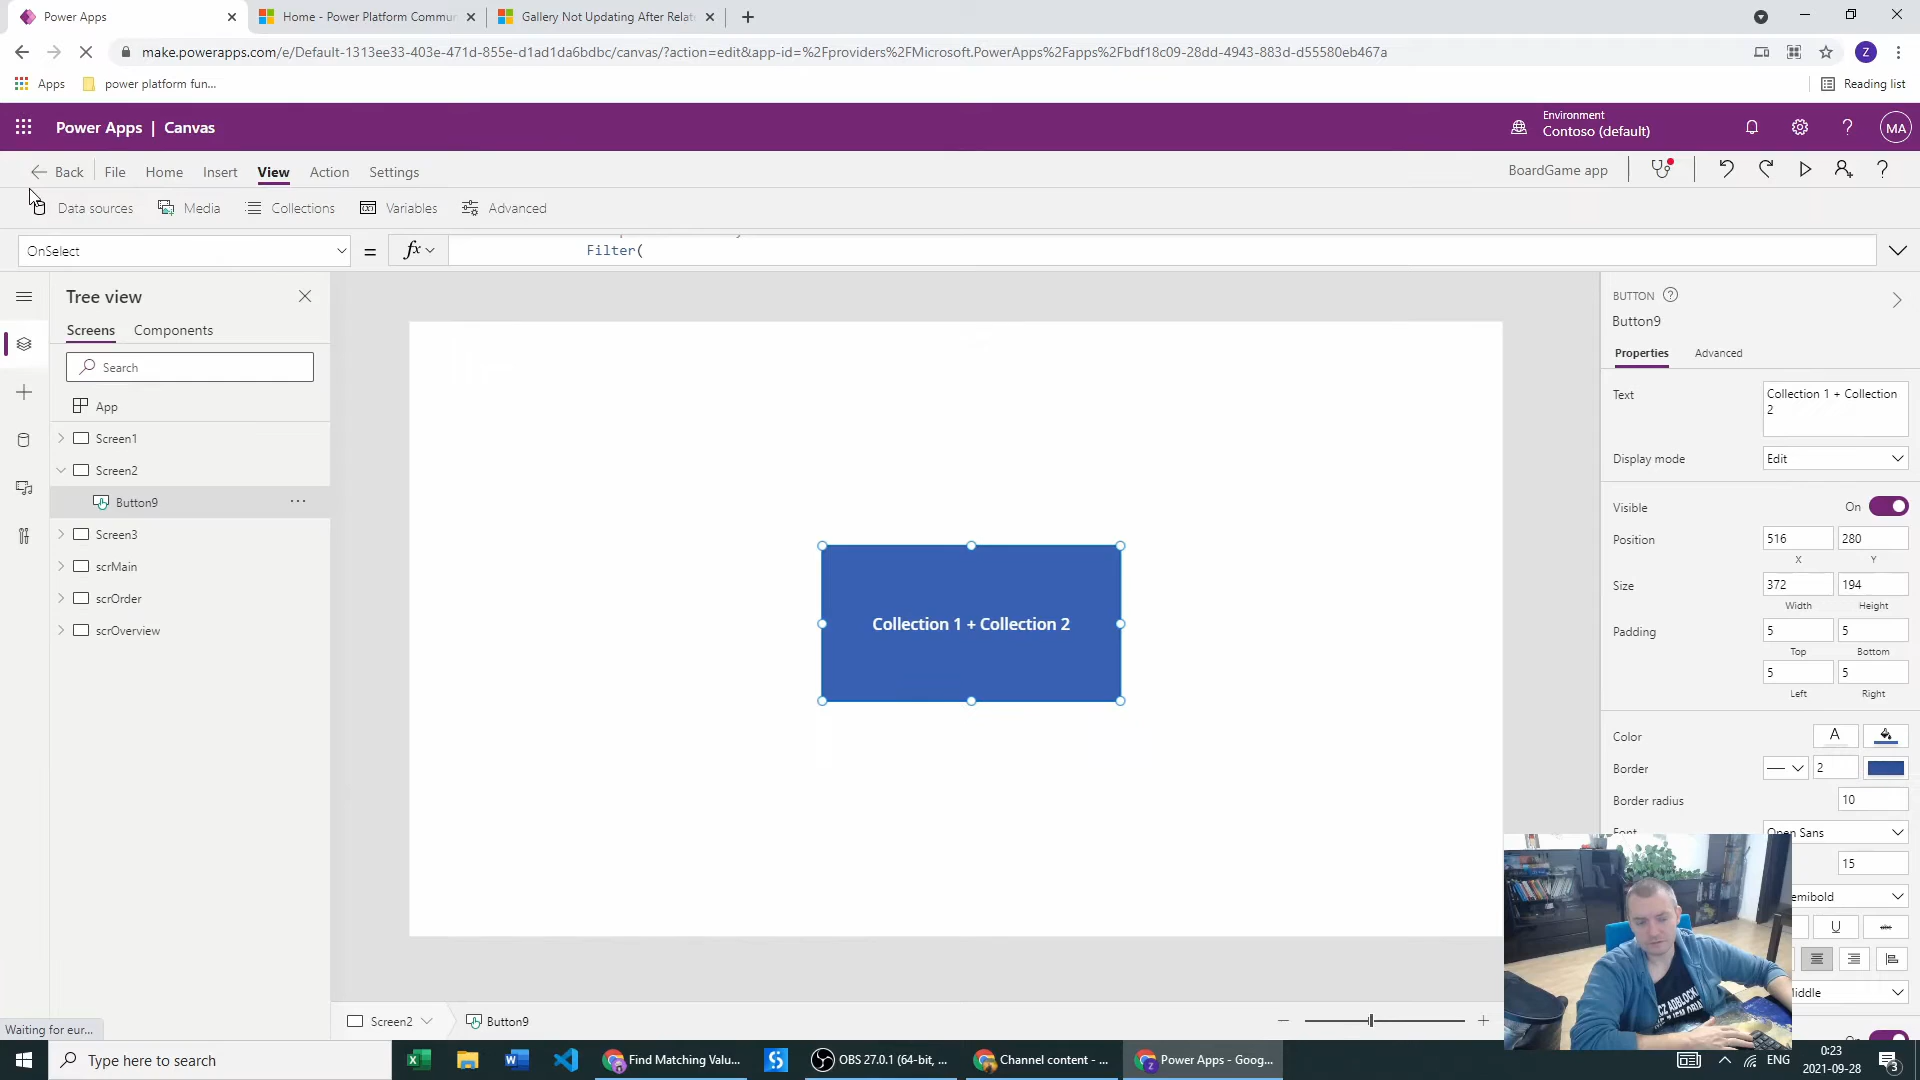 Power Apps
Home - Power Platform Commun
Gallery Not Updating After Relat
make.powerapps.com/e/Default-1313ee33-403e-471d-855e-d1ad1da6bdbc/canvas/?action=edit&app-id=%2Fproviders%2FMicrosoft.PowerApps%2Fapps%2Fbdf18c09-28dd-4943-883d-d55580eb467a
Z
Apps
power platform fun...
Reading list
Power Apps | Canvas
Environment
Contoso (default)
MA
Back
File
Home
Insert
View
Action
Settings
BoardGame app
Data sources
Media
Collections
Variables
Advanced
OnSelect
=
fx
Filter(
Tree view
Screens
Components
Search
App
Screen1
Screen2
Button9
Screen3
scrMain
scrOrder
scrOverview
Collection 1 + Collection 2
BUTTON
Button9
Properties
Advanced
Text
Collection 1 + Collection
2
Display mode
Edit
Visible
On
Position
516
280
X
Y
Size
372
194
Width
Height
Padding
5
5
Top
Bottom
5
5
Left
Right
Color
A
Border
2
Border radius
10
Font
Open Sans
15
emibold
U
iddle
On
CZ ADBLOCK
Screen2
Button9
Waiting for eur...
Type here to search
Find Matching Valu...
OBS 27.0.1 (64-bit, ...
Channel content - ...
Power Apps - Goog...
ENG
0:23
2021-09-28
3